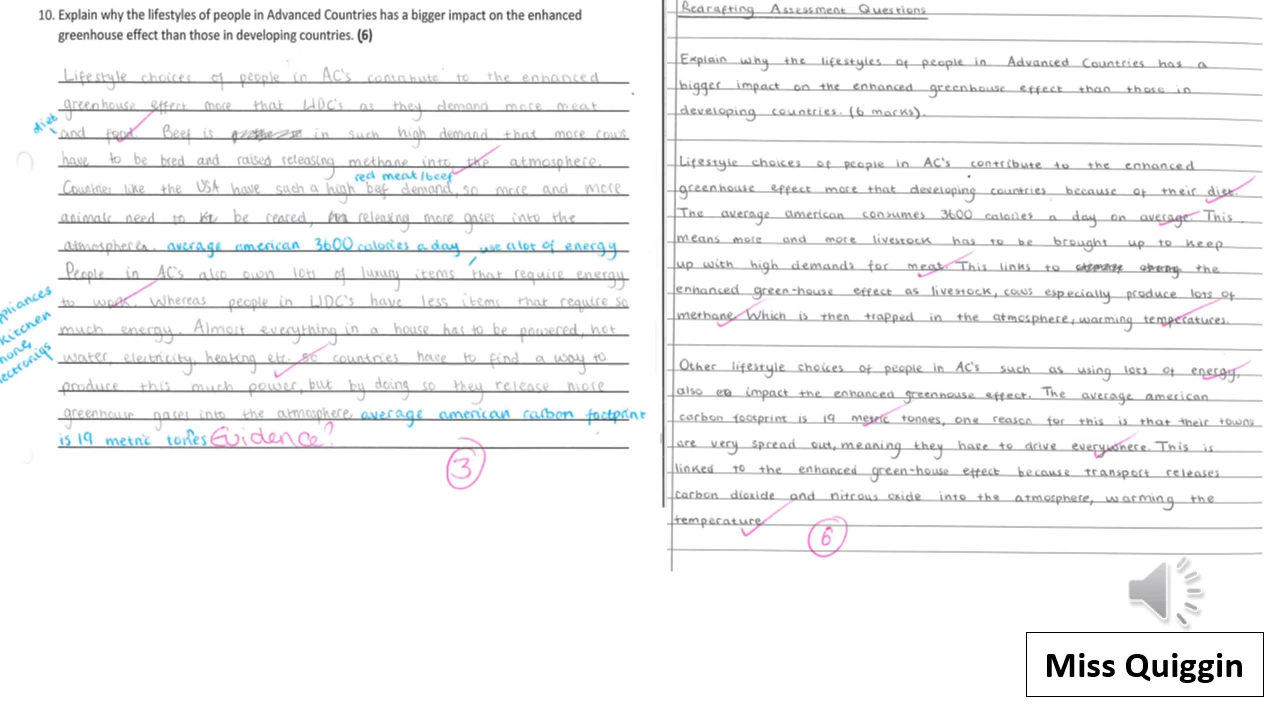 10. Explain why the lifestyles of people in Advanced Countries has a bigger impact on the enhanced
greenhouse effect than those in developing countries. (6)
Lifestyle choices of people in AC's contribute to the enhanced
greenhouse effect more that LIDC's as they demand more meat
diet
and food. Beef is in such high demand that more cows
have to be bred and raised releasing methane into the atmosphere.
red meat/beef
Countries like the USA have such a high beef demand, so more and more
animals need to be reared, releasing more gases into the
atmospheres. average american 3600 calories a day, use a lot of energy
People in AC's also own lots of luxury items that require energy
to work. Whereas people in LIDC's have less items that require so
ppliances
kitchen
hone,
lectronics
much energy. Almost everything in a house has to be powered, hot
water, electricity, heating etc. so countries have to find a way to
produce this much power, but by doing so they release more
greenhouse gases into the atmosphere average american carbon footprint
is 19 metric tones Evidence?
3
Redrafting Assessment Questions
Explain why the lifestyles of people in Advanced Countries has a
bigger impact on the enhanced greenhouse effect than those in
developing countries. (6 marks).
Lifestyle choices of people in AC's contribute to the enhanced
greenhouse effect more that developing countries because of their diet.
The average american consumes 3600 calories a day on average. This
means more and more livestock has to be brought up to keep
up with high demands for meat. This links to the
enhanced green-house effect as livestock, cows especially produce lots of
methane. Which is then trapped in the atmosphere, warming temperatures.
Other lifestyle choices of people in AC's such as using lots of energy,
also impact the enhanced greenhouse effect. The average american
carbon footprint is 19 metric tonnes, one reason for this is that their towns
are very spread out, meaning they have to drive everywhere. This is
linked to the enhanced green-house effect because transport releases
carbon dioxide and nitrous oxide into the atmosphere, warming the
temperature
6
Miss Quiggin